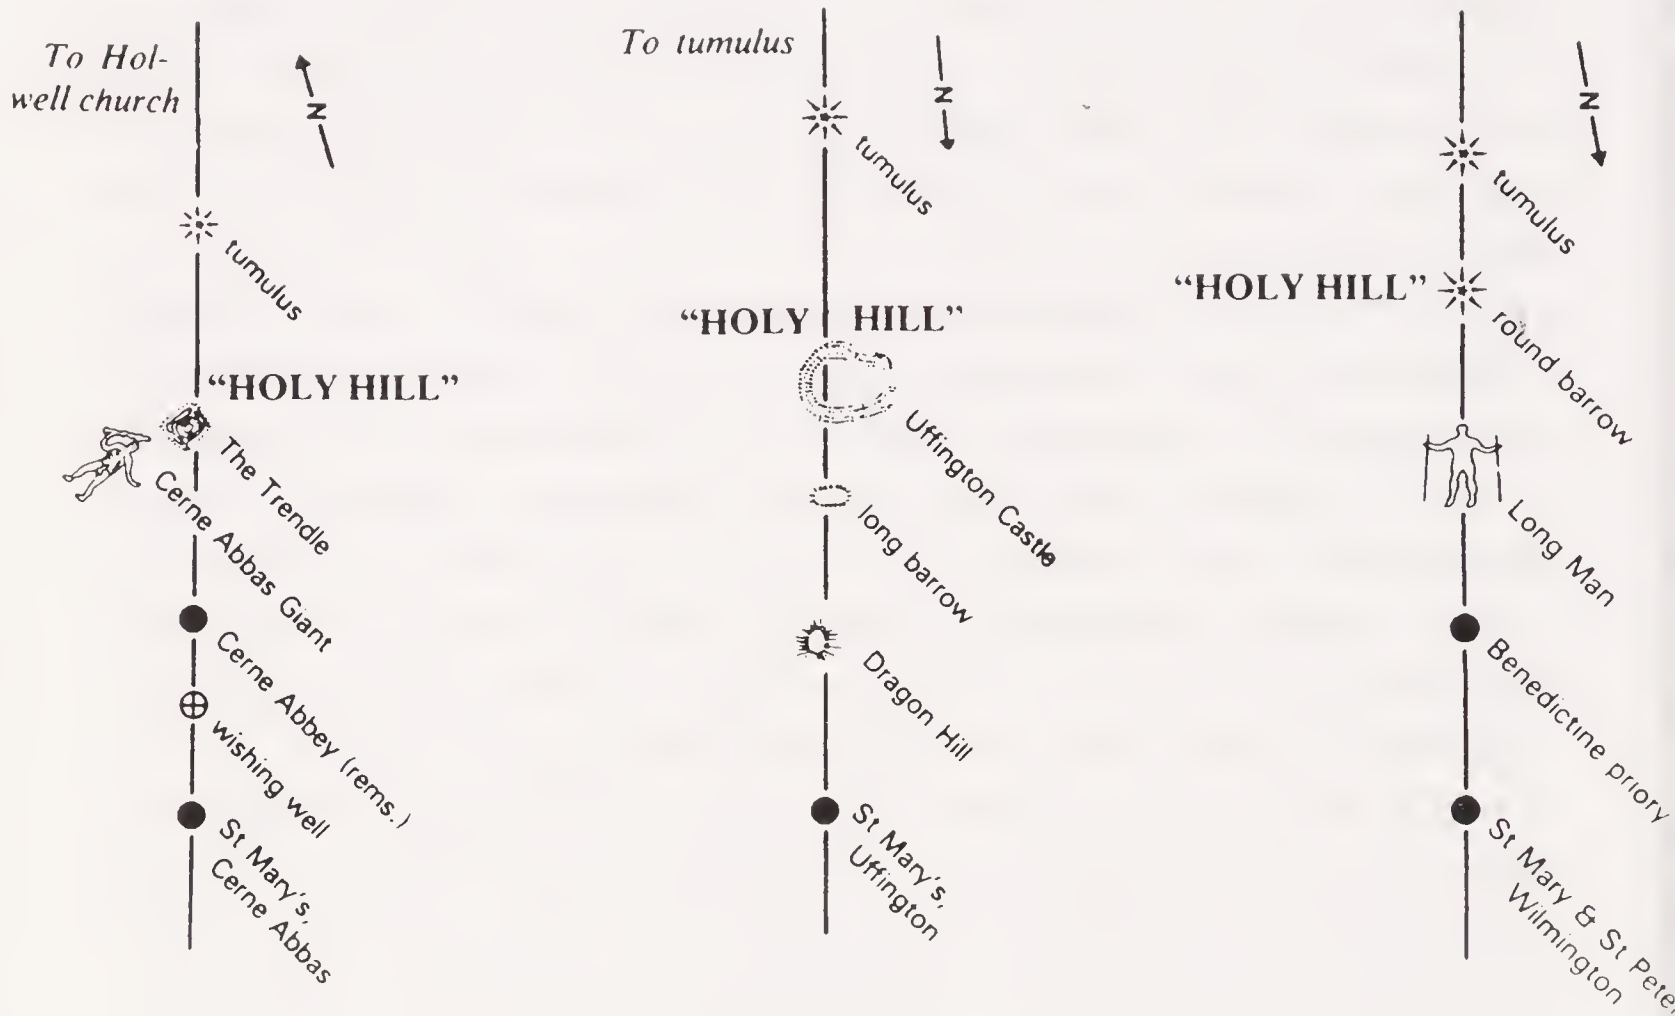 To Hol-
well church
N
tumulus
"HOLY HILL"
The Trendle
Cerne Abbas Giant
Cerne Abbey (rems.)
wishing well
St Mary's,
Cerne Abbas
To tumulus
N
tumulus
"HOLY HILL"
Uffington Castle
long barrow
Dragon Hill
St Mary's,
Uffington
N
tumulus
"HOLY HILL"
round barrow
Long Man
Benedictine priory
St Mary & St Pete
Wilmington